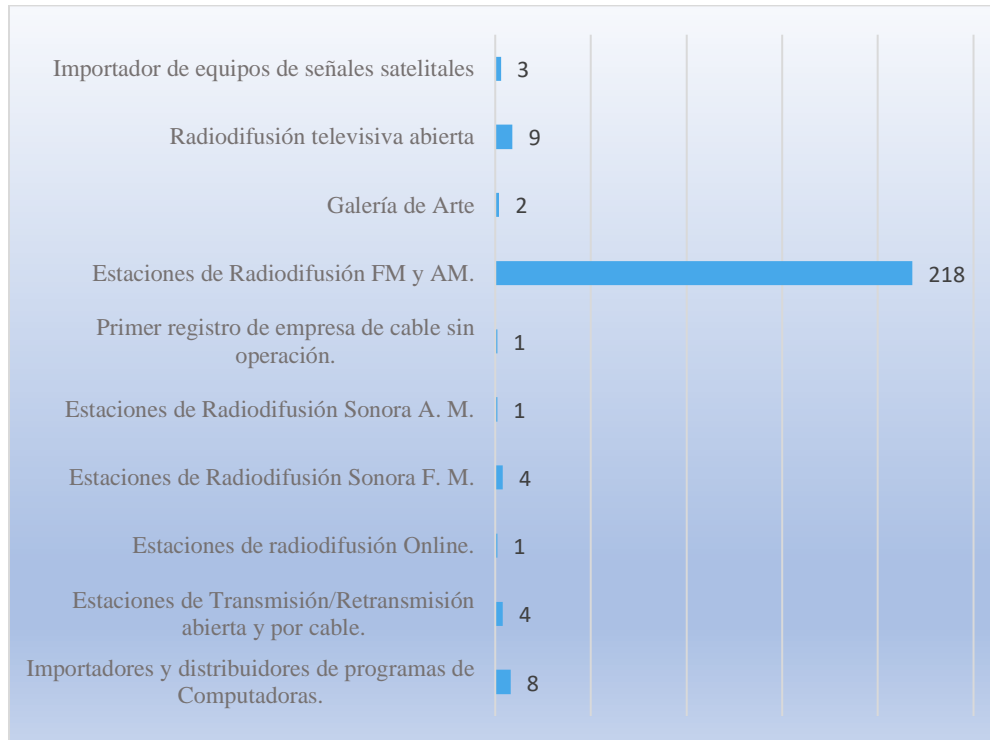 Importador de equipos de señales satelitales 3
Radiodifusión televisiva abierta 9
Galería de Arte 2
Estaciones de Radiodifusión FM y AM. 218
Primer registro de empresa de cable sin
operación. 1
Estaciones de Radiodifusión Sonora A. M. 1
Estaciones de Radiodifusión Sonora F. M. 4
Estaciones de radiodifusión Online. 1
Estaciones de Transmisión/Retransmisión
abierta y por cable. 4
Importadores y distribuidores de programas de
Computadoras. 8